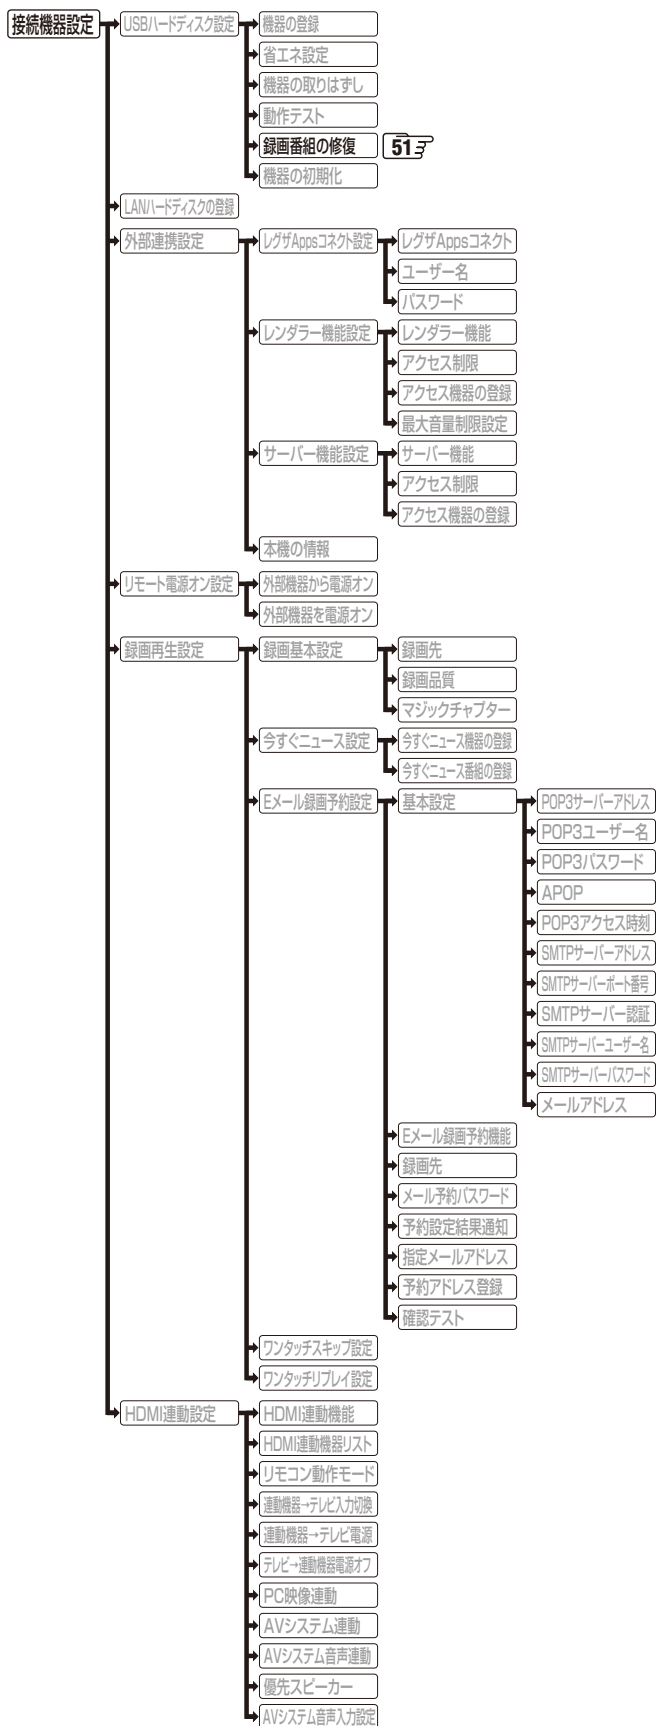 接続機器設定
USBハードディスク設定
機器の登録
省エネ設定
機器の取りはずし
動作テスト
録画番組の修復 51
機器の初期化
LANハードディスクの登録
外部連携設定
レグザAppsコネクト設定
レグザAppsコネクト
ユーザー名
パスワード
レンダラー機能設定
レンダラー機能
アクセス制限
アクセス機器の登録
最大音量制限設定
サーバー機能設定
サーバー機能
アクセス制限
アクセス機器の登録
本機の情報
リモート電源オン設定
外部機器から電源オン
外部機器を電源オン
録画再生設定
録画基本設定
録画先
録画品質
マジックチャプター
今すぐニュース設定
今すぐニュース機器の登録
今すぐニュース番組の登録
Eメール録画予約設定
基本設定
POP3サーバーアドレス
POP3ユーザー名
POP3パスワード
APOP
POP3アクセス時刻
SMTPサーバーアドレス
SMTPサーバーポート番号
SMTPサーバー認証
SMTPサーバーユーザー名
SMTPサーバーパスワード
メールアドレス
Eメール録画予約機能
録画先
メール予約パスワード
予約設定結果通知
指定メールアドレス
予約アドレス登録
確認テスト
ワンタッチスキップ設定
ワンタッチリプレイ設定
HDMI連動設定
HDMI連動機能
HDMI連動機器リスト
リモコン動作モード
連動機器→テレビ入力切換
連動機器→テレビ電源
テレビ→連動機器電源オフ
PC映像連動
AVシステム連動
AVシステム音声連動
優先スピーカー
AVシステム音声入力設定